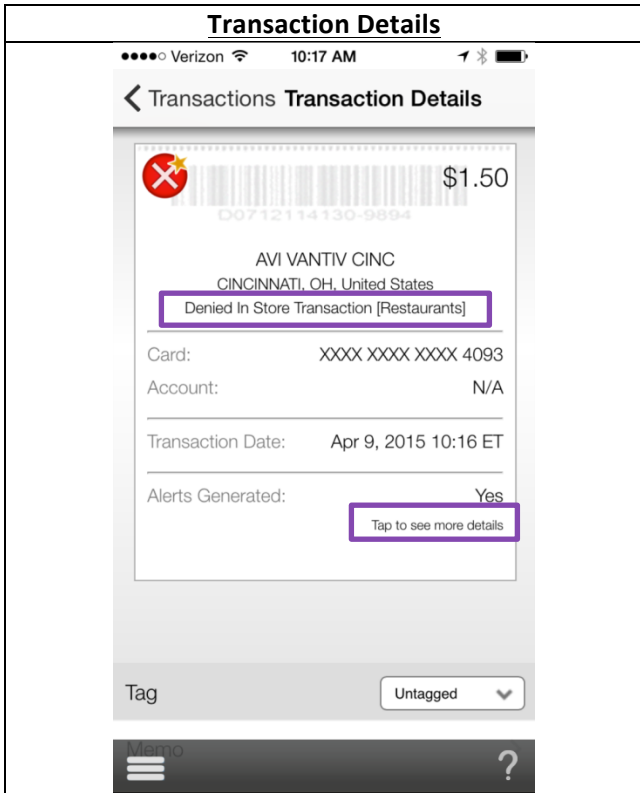 Transaction Details
Verizon 10:17 AM
Transactions Transaction Details
$1.50
D0712114130-9894
AVI VANTIV CINC
CINCINNATI, OH, United States
Denied In Store Transaction [Restaurants]
Card: XXXX XXXX XXXX 4093
Account: N/A
Transaction Date: Apr 9, 2015 10:16 ET
Alerts Generated: Yes
Tap to see more details
Tag Untagged
Memo
?